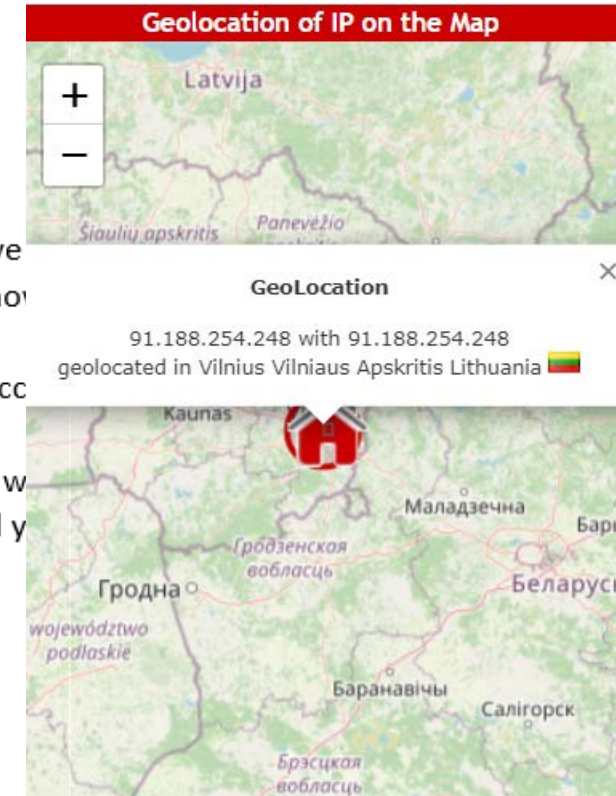 Geolocation of IP on the Map
+
Latvija
−
Šiaulių apskritis
Panevėžio
GeoLocation
×
91.188.254.248 with 91.188.254.248
geolocated in Vilnius Vilniaus Apskritis Lithuania
Kaunas
Маладзечна
Гродзенская
вобласць
Гродна
Беларусь
województwo
podlaskie
Баранавічы
Салігорск
Брэсцкая
вобласць